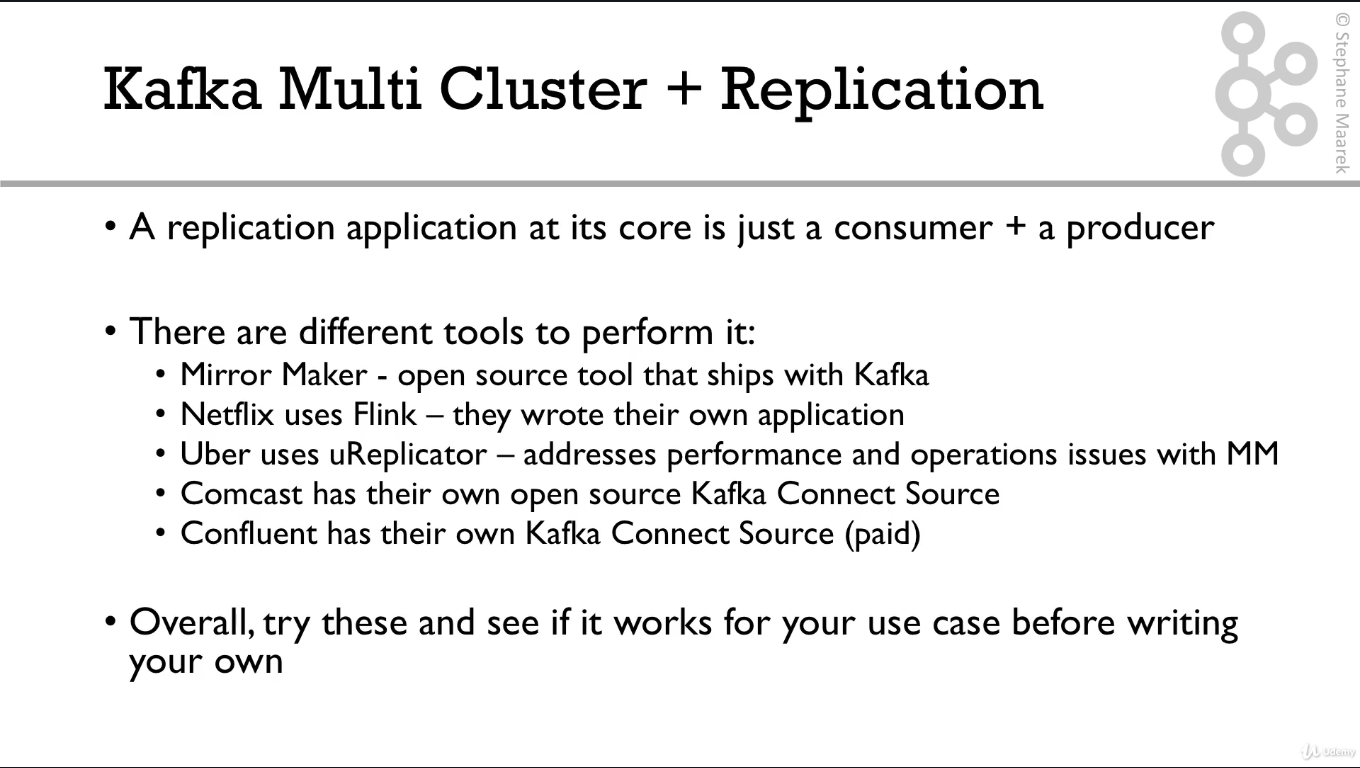 Kafka Multi Cluster + Replication
© Stephane Maarek
• A replication application at its core is just a consumer + a producer
• There are different tools to perform it:
• Mirror Maker - open source tool that ships with Kafka
• Netflix uses Flink – they wrote their own application
• Uber uses uReplicator – addresses performance and operations issues with MM
• Comcast has their own open source Kafka Connect Source
• Confluent has their own Kafka Connect Source (paid)
• Overall, try these and see if it works for your use case before writing
your own
Udemy